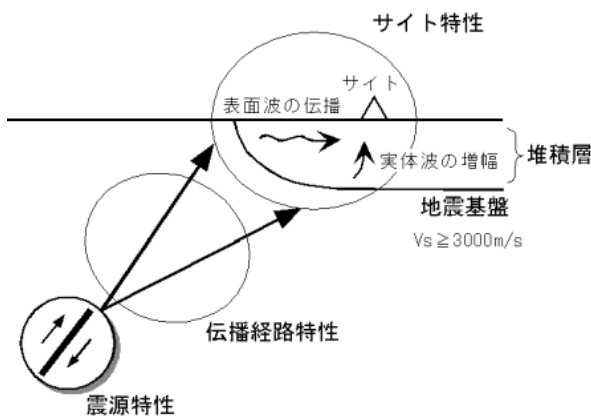 サイト特性
サイト
表面波の伝播
実体波の増幅
堆積層
地震基盤
Vs≧3000m/s
伝播経路特性
震源特性